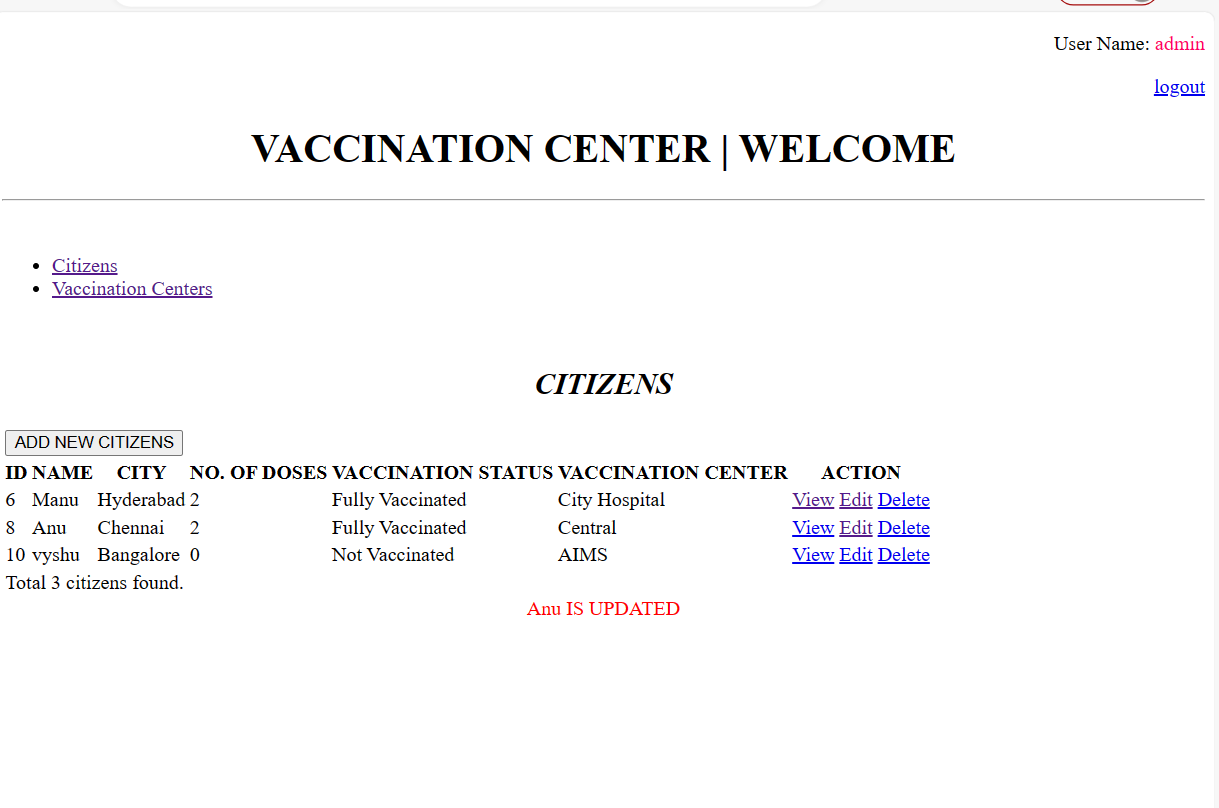 User Name: admin
logout
VACCINATION CENTER | WELCOME
Citizens
Vaccination Centers
CITIZENS
ADD NEW CITIZENS
ID NAME CITY NO. OF DOSES VACCINATION STATUS VACCINATION CENTER ACTION
6 Manu Hyderabad 2 Fully Vaccinated City Hospital View Edit Delete
8 Anu Chennai 2 Fully Vaccinated Central View Edit Delete
10 vyshu Bangalore 0 Not Vaccinated AIMS View Edit Delete
Total 3 citizens found.
Anu IS UPDATED